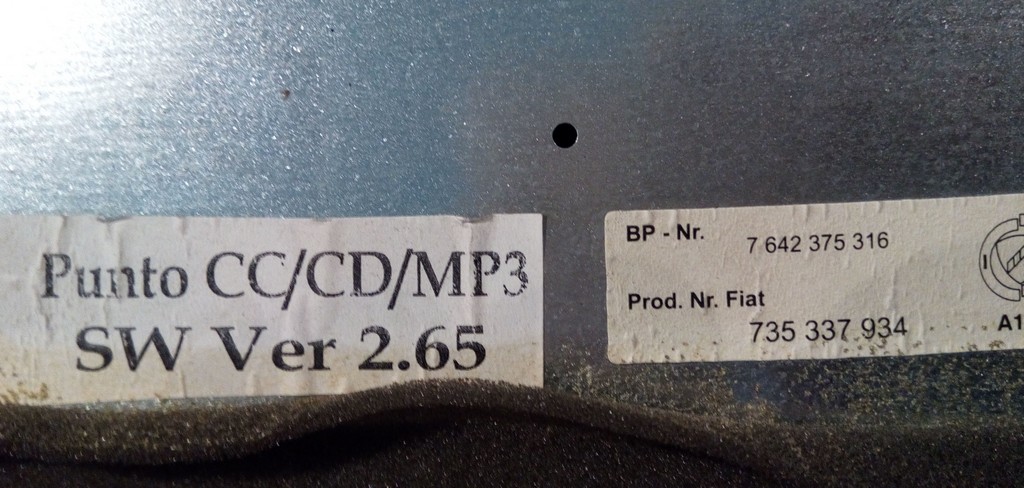 Punto CC/CD/MP3
SW Ver 2.65
BP - Nr. 7 642 375 316
Prod. Nr. Fiat
735 337 934
A1